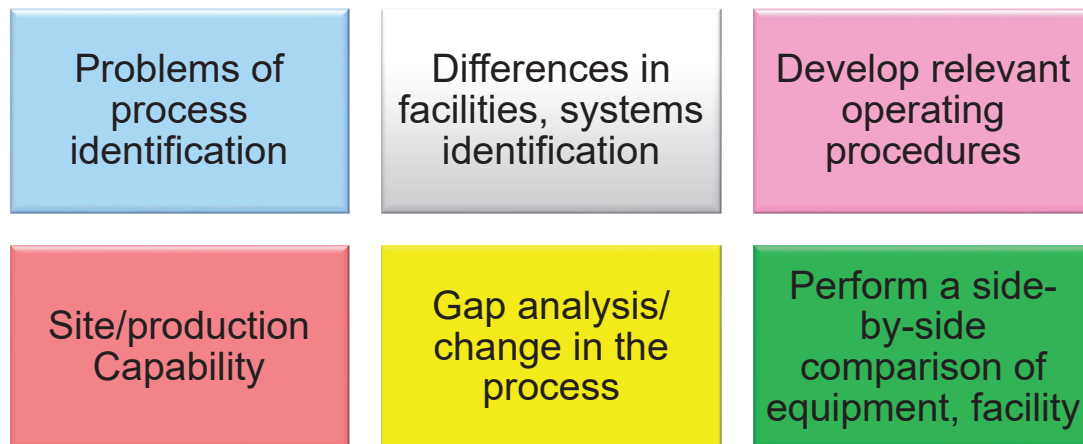 Problems of
process
identification
Differences in
facilities, systems
identification
Develop relevant
operating
procedures
Site/production
Capability
Gap analysis/
change in the
process
Perform a side-
by-side
comparison of
equipment, facility